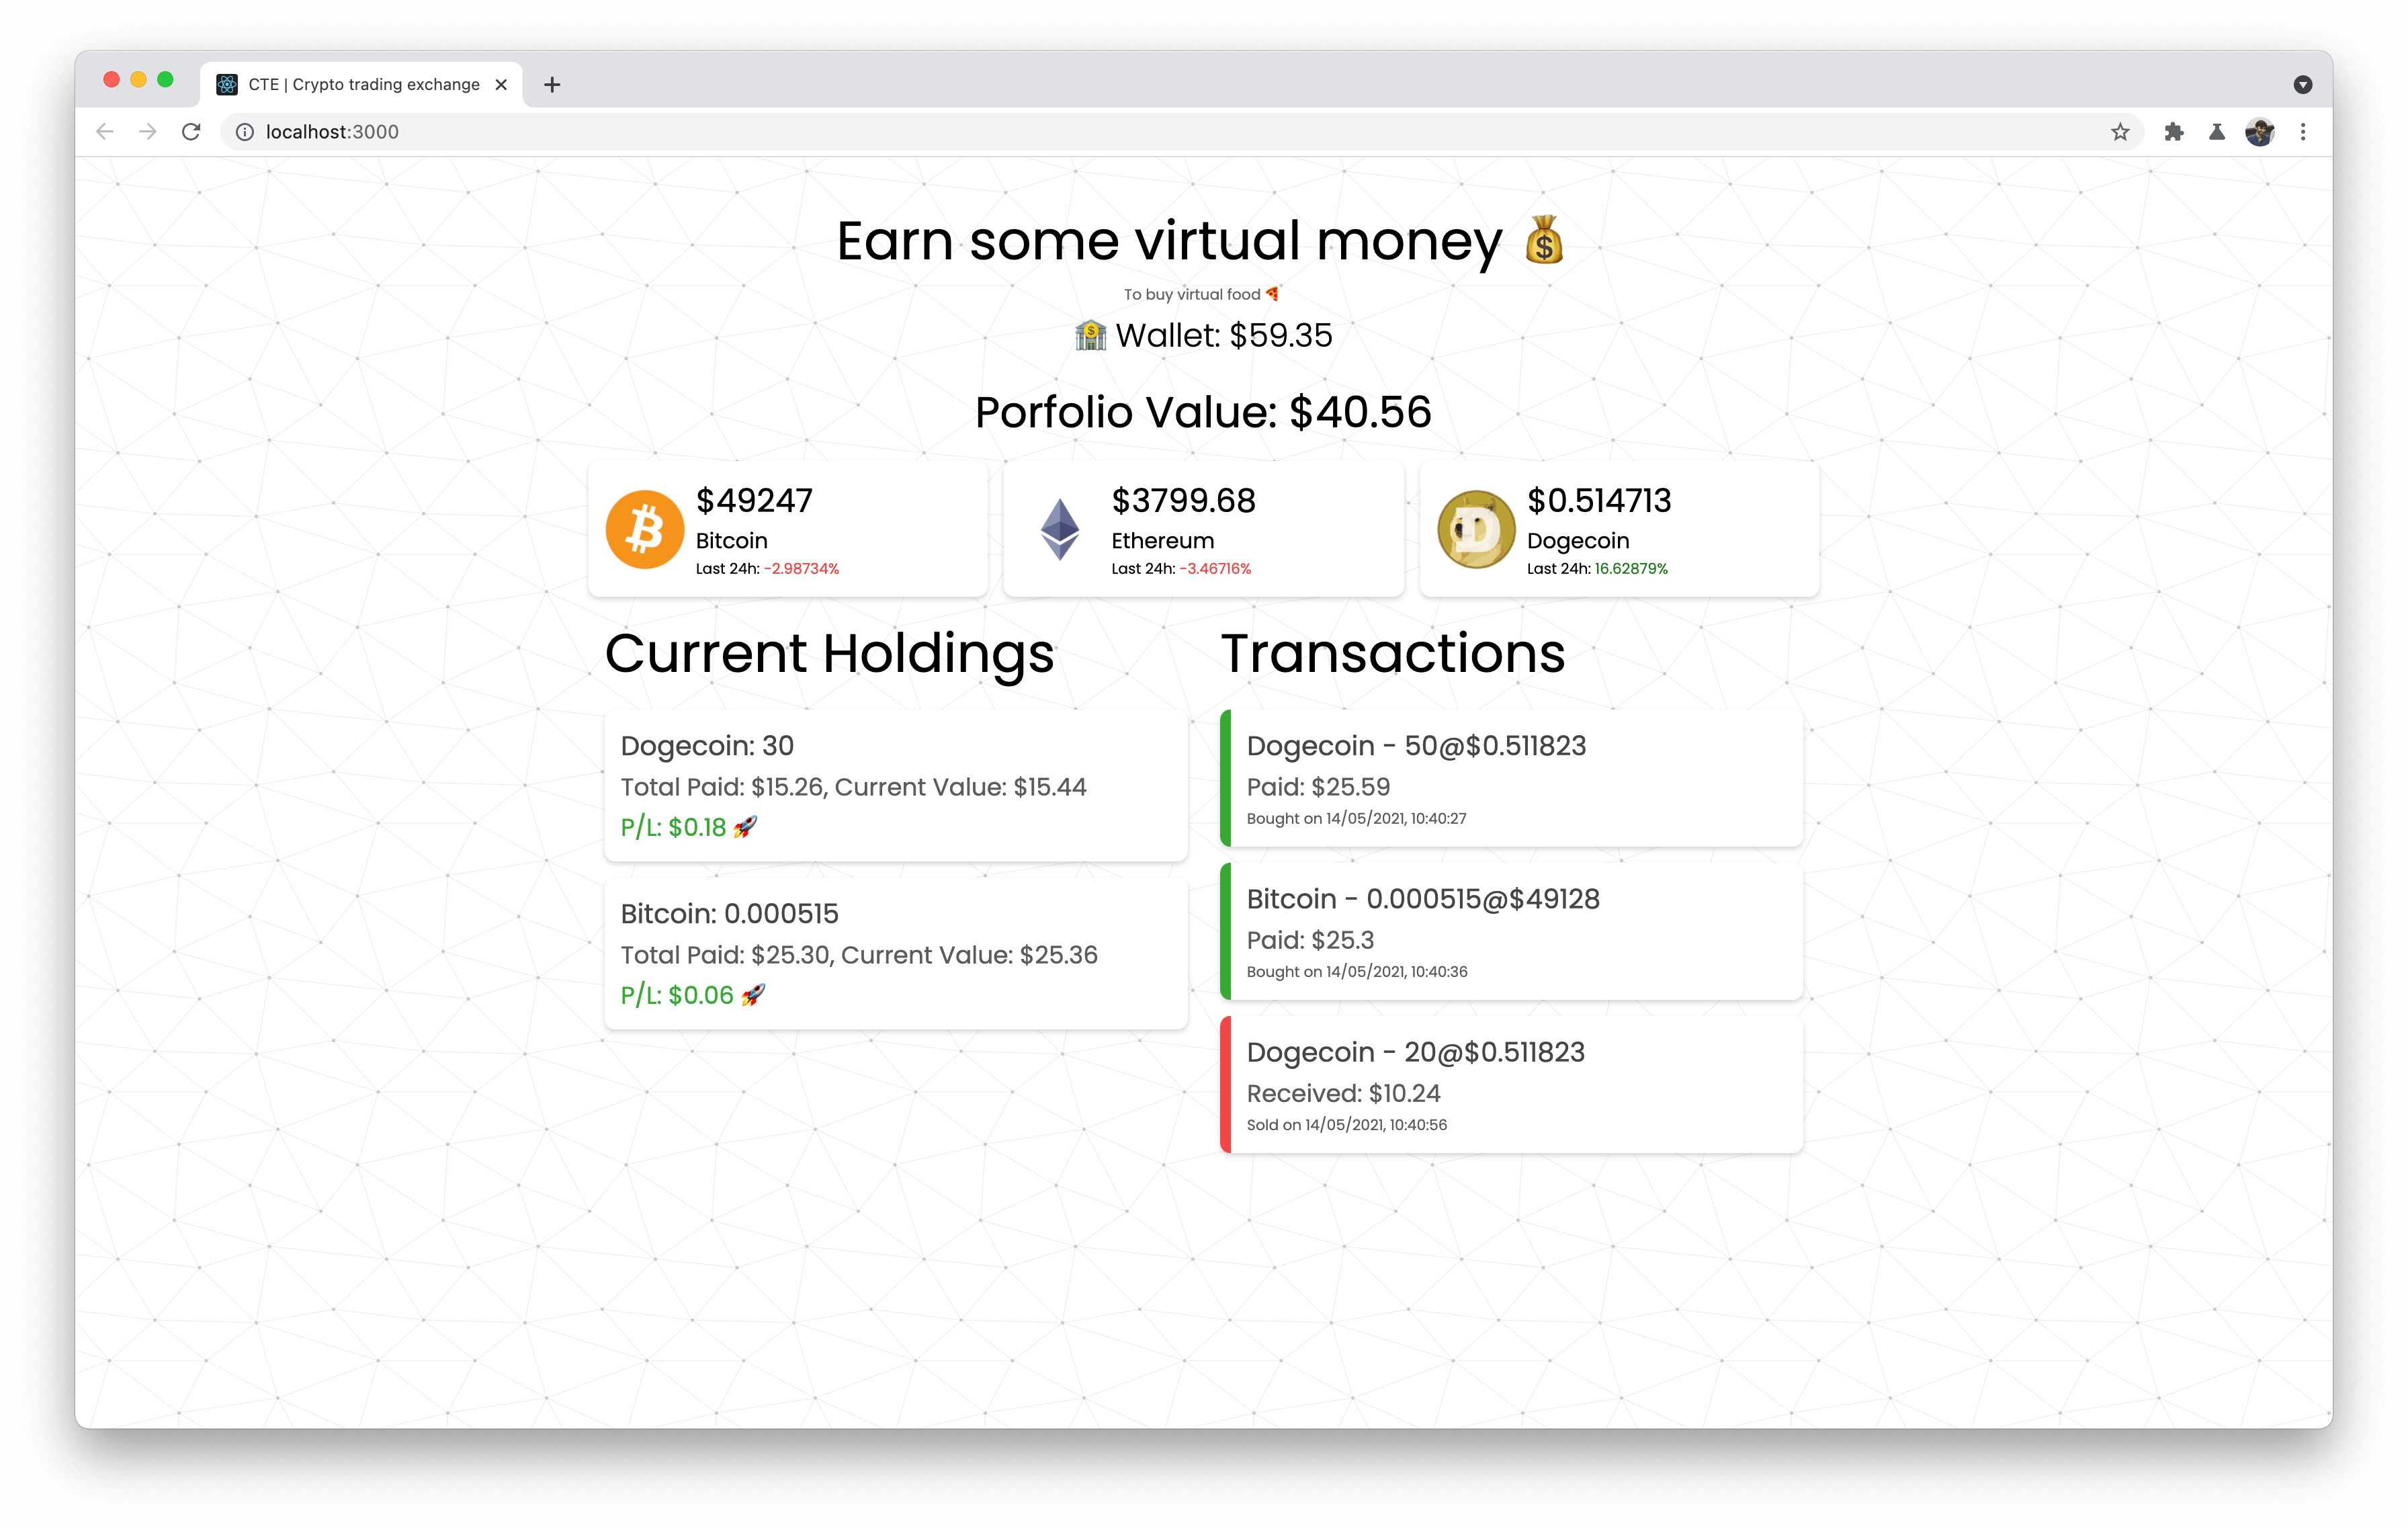 CTE | Crypto trading exchange
localhost:3000
Earn some virtual money 💰
To buy virtual food 🍕
🏦 Wallet: $59.35
Porfolio Value: $40.56
$49247
Bitcoin
Last 24h: -2.98734%
$3799.68
Ethereum
Last 24h: -3.46716%
$0.514713
Dogecoin
Last 24h: 16.62879%
Current Holdings
Dogecoin: 30
Total Paid: $15.26, Current Value: $15.44
P/L: $0.18 🚀
Bitcoin: 0.000515
Total Paid: $25.30, Current Value: $25.36
P/L: $0.06 🚀
Transactions
Dogecoin - 50@$0.511823
Paid: $25.59
Bought on 14/05/2021, 10:40:27
Bitcoin - 0.000515@$49128
Paid: $25.3
Bought on 14/05/2021, 10:40:36
Dogecoin - 20@$0.511823
Received: $10.24
Sold on 14/05/2021, 10:40:56